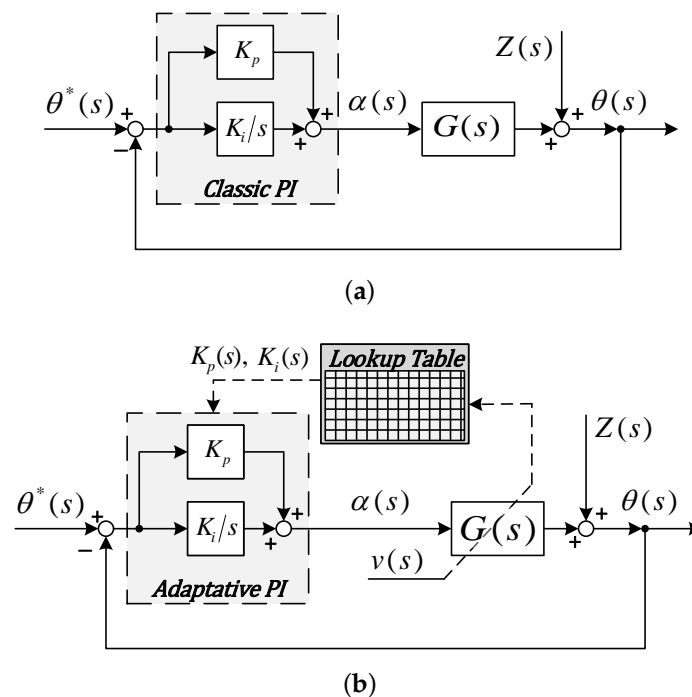 K_p
Z(s)
θ*(s) + −
K_i/s
+ +
α(s)
G(s)
+ +
θ(s)
Classic PI
(a)
K_p(s), K_i(s)
Lookup Table
K_p
Z(s)
θ*(s) + −
K_i/s
+ +
α(s)
G(s)
+ +
θ(s)
v(s)
Adaptative PI
(b)